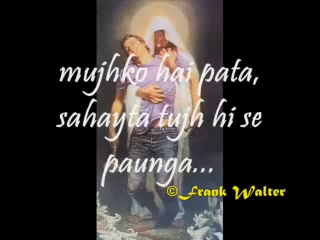 mujhko hai pata,
sahayta tujh hi se
paunga...
©Frank Walter